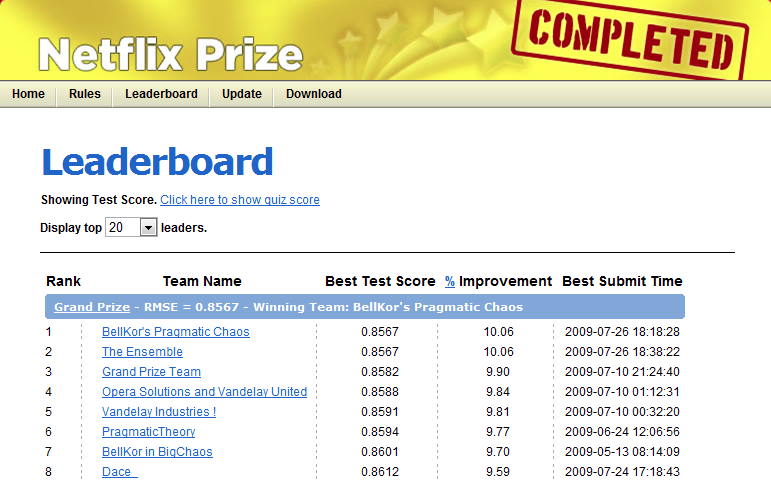 Netflix Prize
COMPLETED
Home Rules Leaderboard Update Download
Leaderboard
Showing Test Score. Click here to show quiz score
Display top 20 leaders.
Rank Team Name Best Test Score % Improvement Best Submit Time
Grand Prize - RMSE = 0.8567 - Winning Team: BellKor's Pragmatic Chaos
1 BellKor's Pragmatic Chaos 0.8567 10.06 2009-07-26 18:18:28
2 The Ensemble 0.8567 10.06 2009-07-26 18:38:22
3 Grand Prize Team 0.8582 9.90 2009-07-10 21:24:40
4 Opera Solutions and Vandelay United 0.8588 9.84 2009-07-10 01:12:31
5 Vandelay Industries ! 0.8591 9.81 2009-07-10 00:32:20
6 PragmaticTheory 0.8594 9.77 2009-06-24 12:06:56
7 BellKor in BigChaos 0.8601 9.70 2009-05-13 08:14:09
8 Dace_ 0.8612 9.59 2009-07-24 17:18:43